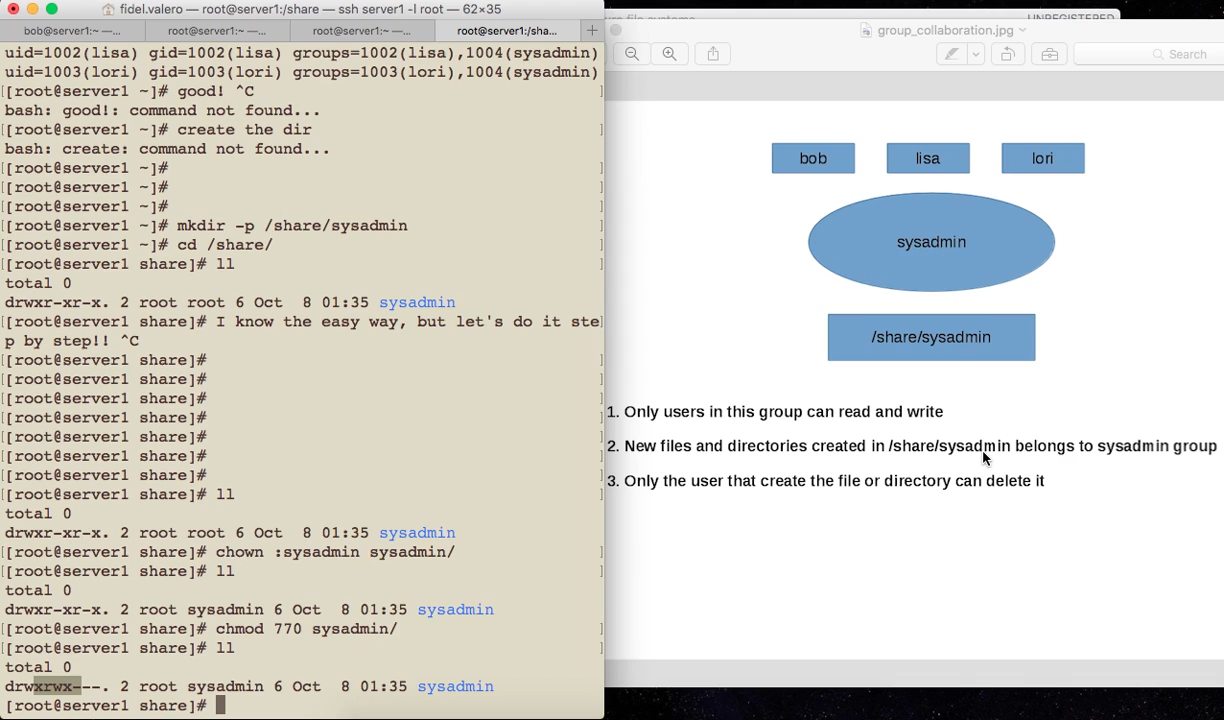 fidel.valero — root@server1:/share — ssh server1 -l root — 62×35
bob@server1:~ —...
root@server1:~ —...
root@server1:~ —...
root@server1:/sha...
uid=1002(lisa) gid=1002(lisa) groups=1002(lisa),1004(sysadmin)
uid=1003(lori) gid=1003(lori) groups=1003(lori),1004(sysadmin)
[root@server1 ~]# good! ^C
bash: good!: command not found...
[root@server1 ~]# create the dir
bash: create: command not found...
[root@server1 ~]#
[root@server1 ~]#
[root@server1 ~]#
[root@server1 ~]# mkdir -p /share/sysadmin
[root@server1 ~]# cd /share/
[root@server1 share]# ll
total 0
drwxr-xr-x. 2 root root 6 Oct  8 01:35 sysadmin
[root@server1 share]# I know the easy way, but let's do it ste
p by step!! ^C
[root@server1 share]#
[root@server1 share]#
[root@server1 share]#
[root@server1 share]#
[root@server1 share]#
[root@server1 share]#
[root@server1 share]#
[root@server1 share]# ll
total 0
drwxr-xr-x. 2 root root 6 Oct  8 01:35 sysadmin
[root@server1 share]# chown :sysadmin sysadmin/
[root@server1 share]# ll
total 0
drwxr-xr-x. 2 root sysadmin 6 Oct  8 01:35 sysadmin
[root@server1 share]# chmod 770 sysadmin/
[root@server1 share]# ll
total 0
drwxrwx---. 2 root sysadmin 6 Oct  8 01:35 sysadmin
[root@server1 share]#
file systems
UNREGISTERED
group_collaboration.jpg
Search
bob
lisa
lori
sysadmin
/share/sysadmin
1. Only users in this group can read and write
2. New files and directories created in /share/sysadmin belongs to sysadmin group
3. Only the user that create the file or directory can delete it